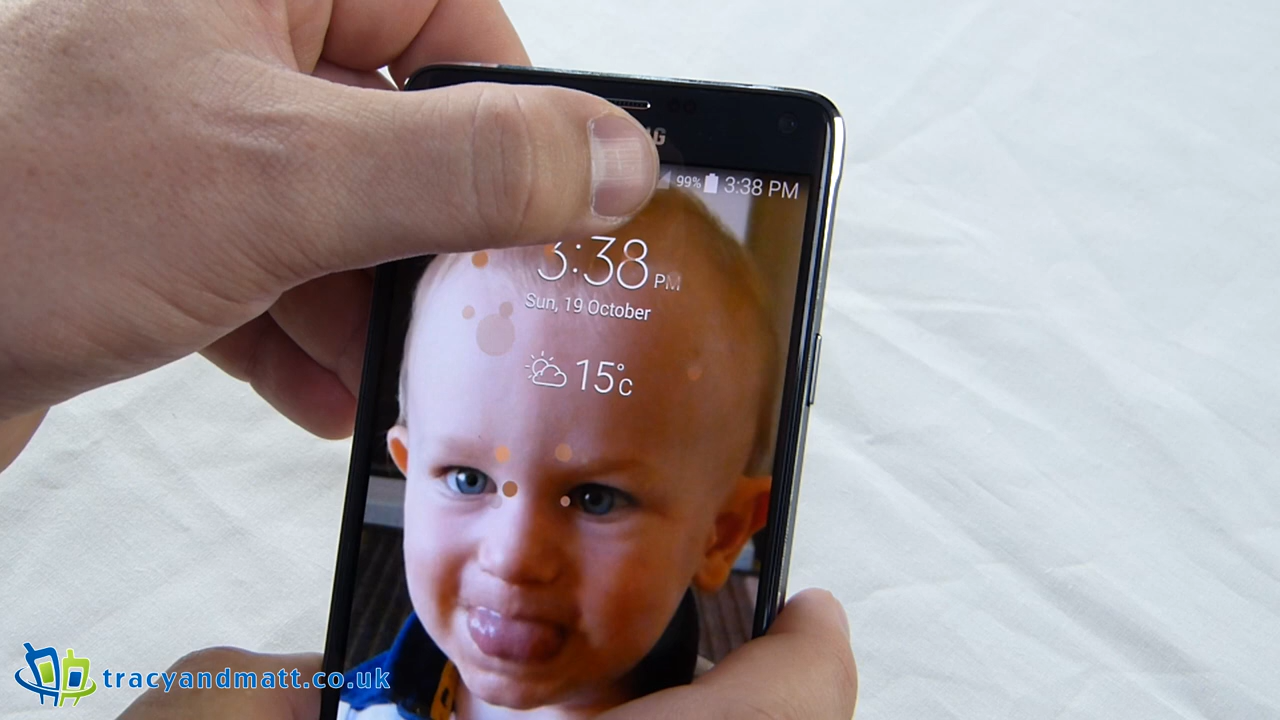 99% 3:38 PM
3:38 PM
Sun, 19 October
15°C
tracyandmatt.co.uk